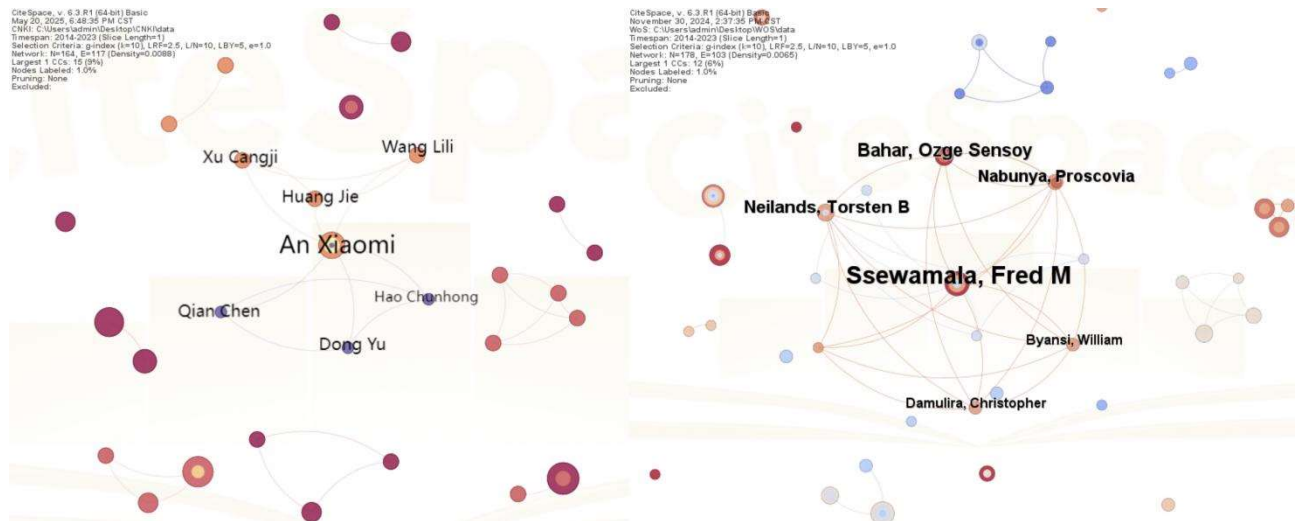 CiteSpace, v. 6.3.R1 (64-bit) Basic
May 20, 2025, 6:48:35 PM CST
CNKI: C:\Users\admin\Desktop\CNKI\data
Timespan: 2014-2023 (Slice Length=1)
Selection Criteria: g-index (k=10), LRF=2.5, L/N=10, LBY=5, e=1.0
Network: N=164, E=117 (Density=0.0088)
Largest 1 CCs: 15 (9%)
Nodes Labeled: 1.0%
Pruning: None
Excluded:
Xu Cangji
Wang Lili
Huang Jie
An Xiaomi
Qian Chen
Hao Chunhong
Dong Yu
CiteSpace, v. 6.3.R1 (64-bit) Basic
November 30, 2024, 2:37:35 PM CST
WoS: C:\Users\admin\Desktop\WOS\data
Timespan: 2014-2023 (Slice Length=1)
Selection Criteria: g-index (k=10), LRF=2.5, L/N=10, LBY=5, e=1.0
Network: N=178, E=103 (Density=0.0065)
Largest 1 CCs: 12 (6%)
Nodes Labeled: 1.0%
Pruning: None
Excluded:
Bahar, Ozge Sensoy
Nabunya, Proscovia
Neilands, Torsten B
Ssewamala, Fred M
Byansi, William
Damulira, Christopher
CiteSpace